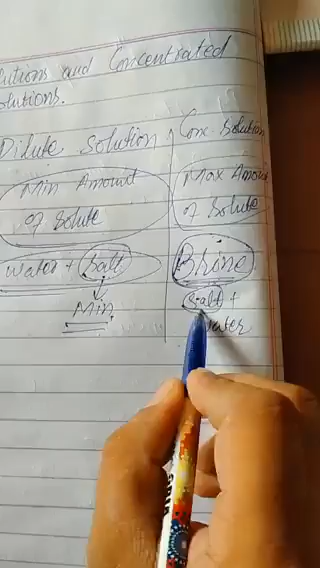 lutions and Concentrated
olutions.
Dilute Solution
Min Amount
of Solute
Water + Salt
Min
Conc Solution
Max Amount
of Solute
Brine
Salt +
water